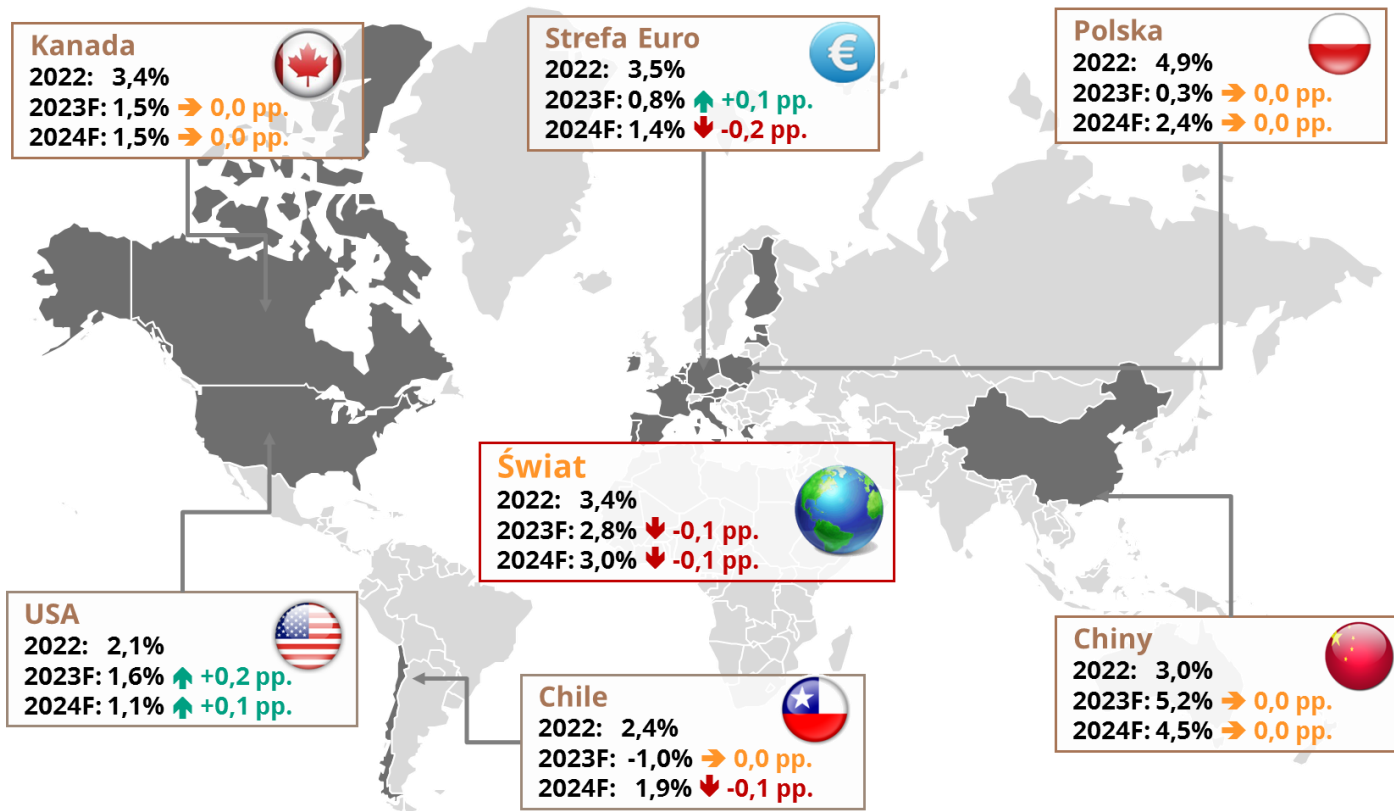 Kanada
2022: 3,4%
2023F: 1,5% 0,0 pp.
2024F: 1,5% 0,0 pp.
Strefa Euro
€
2022: 3,5%
2023F: 0,8% +0,1 pp.
2024F: 1,4% -0,2 pp.
Polska
2022: 4,9%
2023F: 0,3% 0,0 pp.
2024F: 2,4% 0,0 pp.
Świat
2022: 3,4%
2023F: 2,8% -0,1 pp.
2024F: 3,0% -0,1 pp.
USA
2022: 2,1%
2023F: 1,6% +0,2 pp.
2024F: 1,1% +0,1 pp.
Chile
2022: 2,4%
2023F: -1,0% 0,0 pp.
2024F: 1,9% -0,1 pp.
Chiny
2022: 3,0%
2023F: 5,2% 0,0 pp.
2024F: 4,5% 0,0 pp.